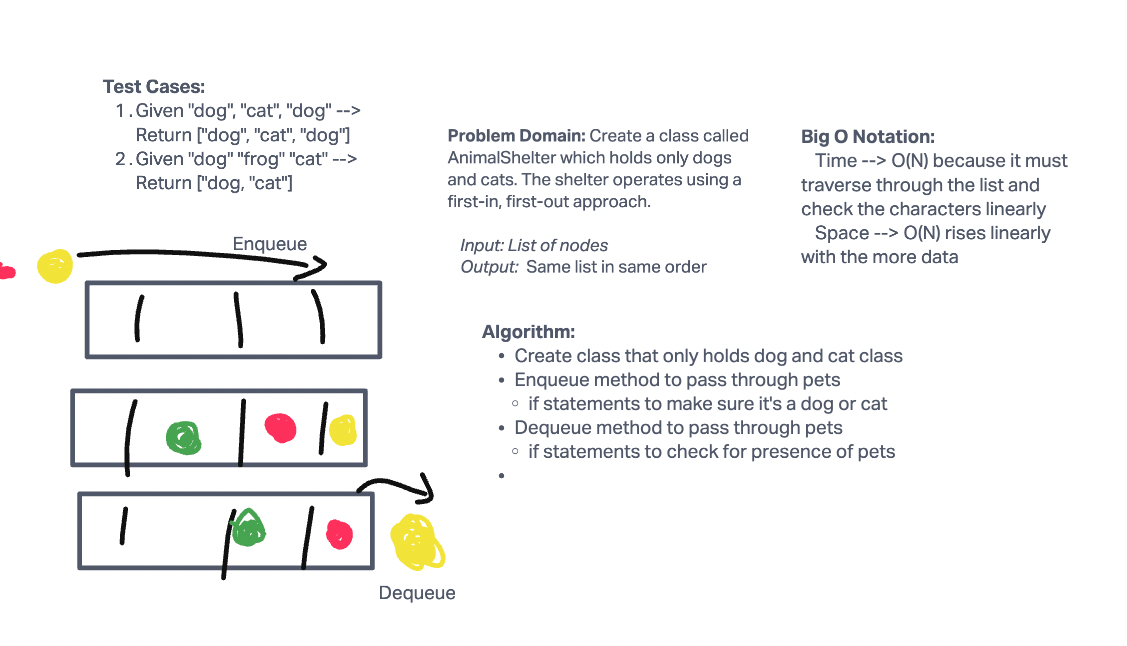 Test Cases:
1. Given "dog", "cat", "dog" -->
Return ["dog", "cat", "dog"]
2. Given "dog" "frog" "cat" -->
Return ["dog, "cat"]
Enqueue
Dequeue
Problem Domain: Create a class called
AnimalShelter which holds only dogs
and cats. The shelter operates using a
first-in, first-out approach.
Input: List of nodes
Output: Same list in same order
Big O Notation:
Time --> O(N) because it must
traverse through the list and
check the characters linearly
Space --> O(N) rises linearly
with the more data
Algorithm:
• Create class that only holds dog and cat class
• Enqueue method to pass through pets
○ if statements to make sure it's a dog or cat
• Dequeue method to pass through pets
○ if statements to check for presence of pets
•